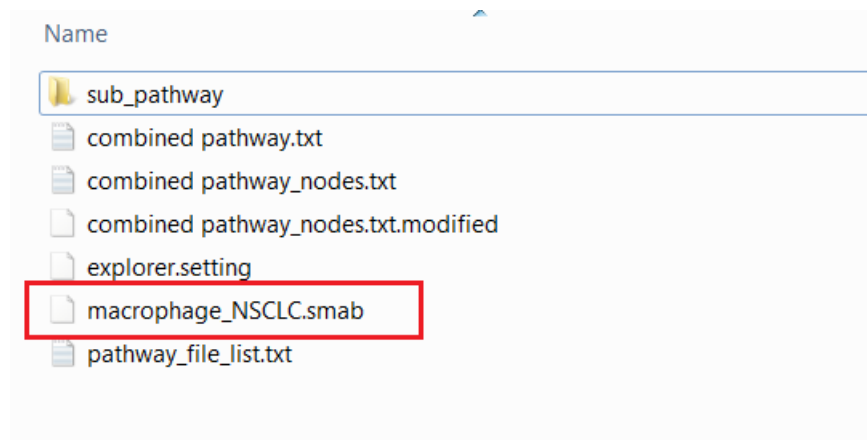 Name
sub_pathway
combined pathway.txt
combined pathway_nodes.txt
combined pathway_nodes.txt.modified
explorer.setting
macrophage_NSCLC.smab
pathway_file_list.txt